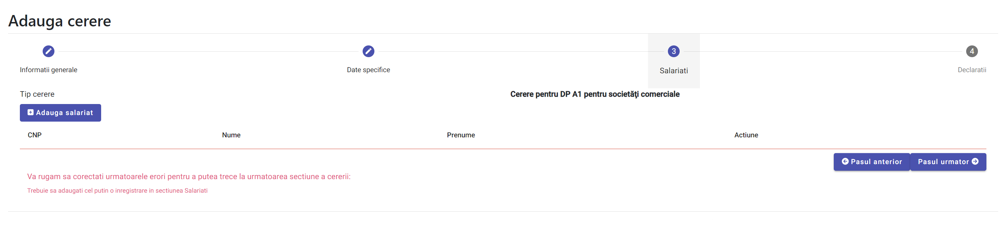 Adauga cerere
3
4
Informatii generale
Date specifice
Salariati
Declaratii
Tip cerere
Cerere pentru DP A1 pentru societăţi comerciale
Adauga salariat
CNP
Nume
Prenume
Actiune
Pasul anterior
Pasul urmator
Va rugam sa corectati urmatoarele erori pentru a putea trece la urmatoarea sectiune a cererii:
Trebuie sa adaugati cel putin o inregistrare in sectiunea Salariati